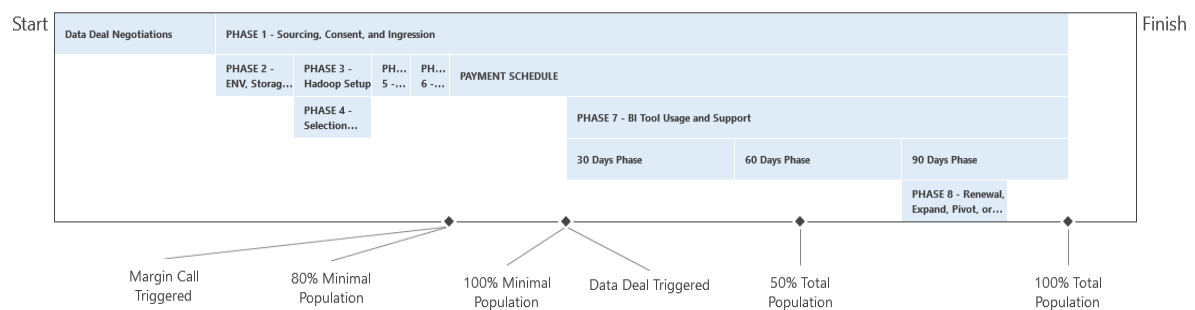 Start
Finish
Data Deal Negotiations
PHASE 1 - Sourcing, Consent, and Ingression
PHASE 2 -
ENV, Storag...
PHASE 3 -
Hadoop Setup
PH...
5 -...
PH...
6 -...
PAYMENT SCHEDULE
PHASE 4 -
Selection...
PHASE 7 - BI Tool Usage and Support
30 Days Phase
60 Days Phase
90 Days Phase
PHASE 8 - Renewal,
Expand, Pivot, or...
Margin Call
Triggered
80% Minimal
Population
100% Minimal
Population
Data Deal Triggered
50% Total
Population
100% Total
Population